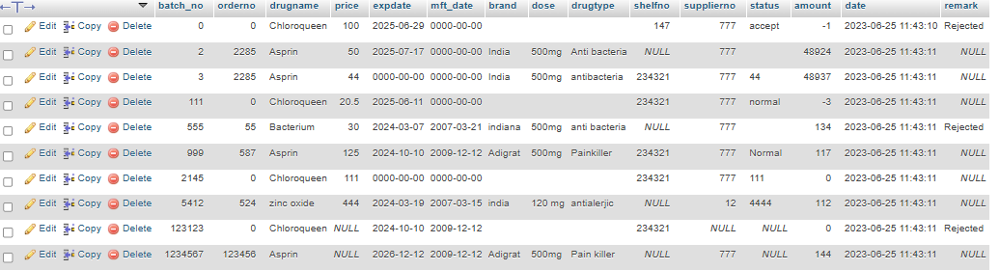 batch_no orderno drugname price expdate mft_date brand dose drugtype shelfno supplierno status amount date remark
Edit Copy Delete 0 0 Chloroqueen 100 2025-06-29 0000-00-00 147 777 accept -1 2023-06-25 11:43:10 Rejected
Edit Copy Delete 2 2285 Asprin 50 2025-07-17 0000-00-00 India 500mg Anti bacteria NULL 777 48924 2023-06-25 11:43:11 NULL
Edit Copy Delete 3 2285 Asprin 44 0000-00-00 0000-00-00 India 500mg antibacteria 234321 777 44 48937 2023-06-25 11:43:11 NULL
Edit Copy Delete 111 0 Chloroqueen 20.5 2025-06-11 0000-00-00 234321 777 normal -3 2023-06-25 11:43:11 NULL
Edit Copy Delete 555 55 Bacterium 30 2024-03-07 2007-03-21 indiana 500mg anti bacteria NULL 777 134 2023-06-25 11:43:11 Rejected
Edit Copy Delete 999 587 Asprin 125 2024-10-10 2009-12-12 Adigrat 500mg Painkiller 234321 777 Normal 117 2023-06-25 11:43:11 NULL
Edit Copy Delete 2145 0 Chloroqueen 111 0000-00-00 0000-00-00 234321 777 111 0 2023-06-25 11:43:11 NULL
Edit Copy Delete 5412 524 zinc oxide 444 2024-03-19 2007-03-15 india 120 mg antialerjic NULL 12 4444 112 2023-06-25 11:43:11 NULL
Edit Copy Delete 123123 0 Chloroqueen NULL 2024-10-10 2009-12-12 234321 NULL NULL 0 2023-06-25 11:43:11 Rejected
Edit Copy Delete 1234567 123456 Asprin NULL 2026-12-12 2009-12-12 Adigrat 500mg Pain killer NULL 777 NULL 144 2023-06-25 11:43:11 NULL